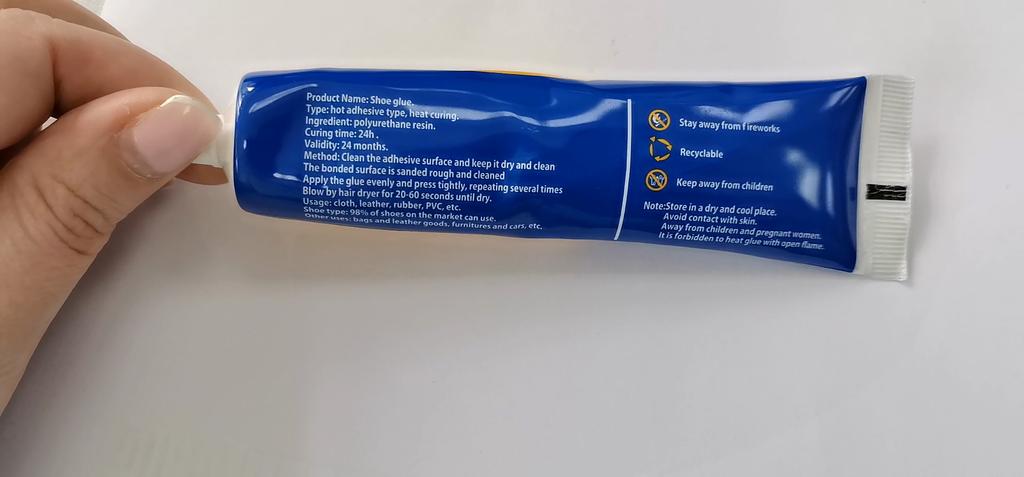 Product Name: Shoe glue.
Type: hot adhesive type, heat curing.
Ingredient: polyurethane resin.
Curing time: 24h .
Validity: 24 months.
Method: Clean the adhesive surface and keep it dry and clean
The bonded surface is sanded rough and cleaned
Apply the glue evenly and press tightly, repeating several times
Blow by hair dryer for 20-60 seconds until dry.
Usage: cloth, leather, rubber, PVC, etc.
Shoe type: 98% of shoes on the market can use.
Other uses: bags and leather goods, furnitures and cars, etc,
Stay away from fireworks
Recyclable
Keep away from children
Note:Store in a dry and cool place.
Avoid contact with skin.
Away from children and pregnant women.
It is forbidden to heat glue with open flame.